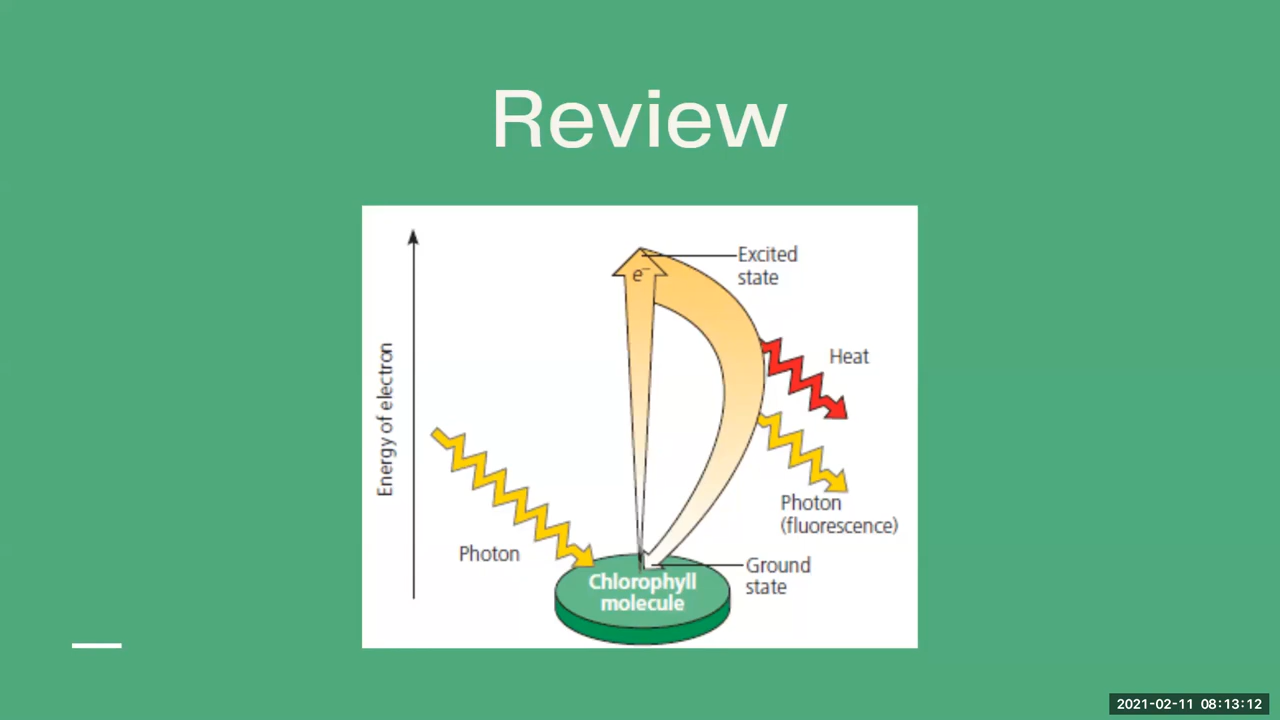 Review
Excited
state
e⁻
Heat
Energy of electron
Photon
(fluorescence)
Photon
Ground
state
Chlorophyll
molecule
2021-02-11 08:13:12